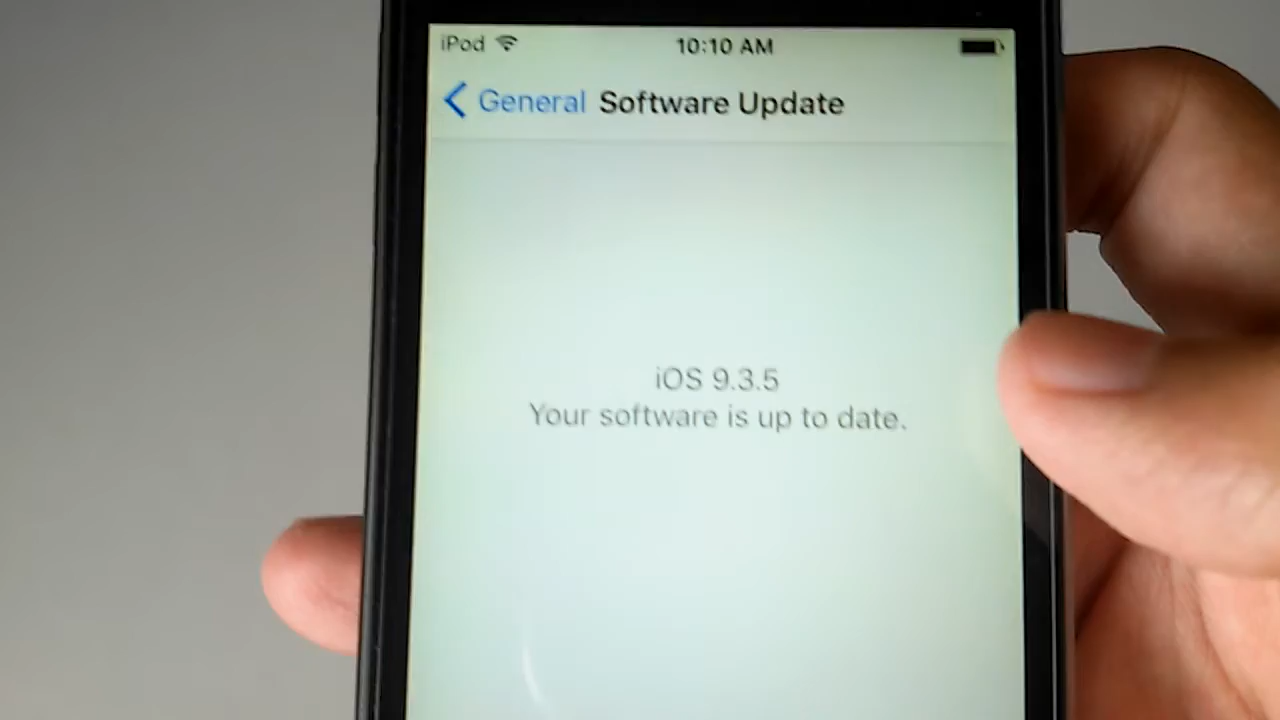 iPod 10:10 AM
General Software Update
iOS 9.3.5
Your software is up to date.